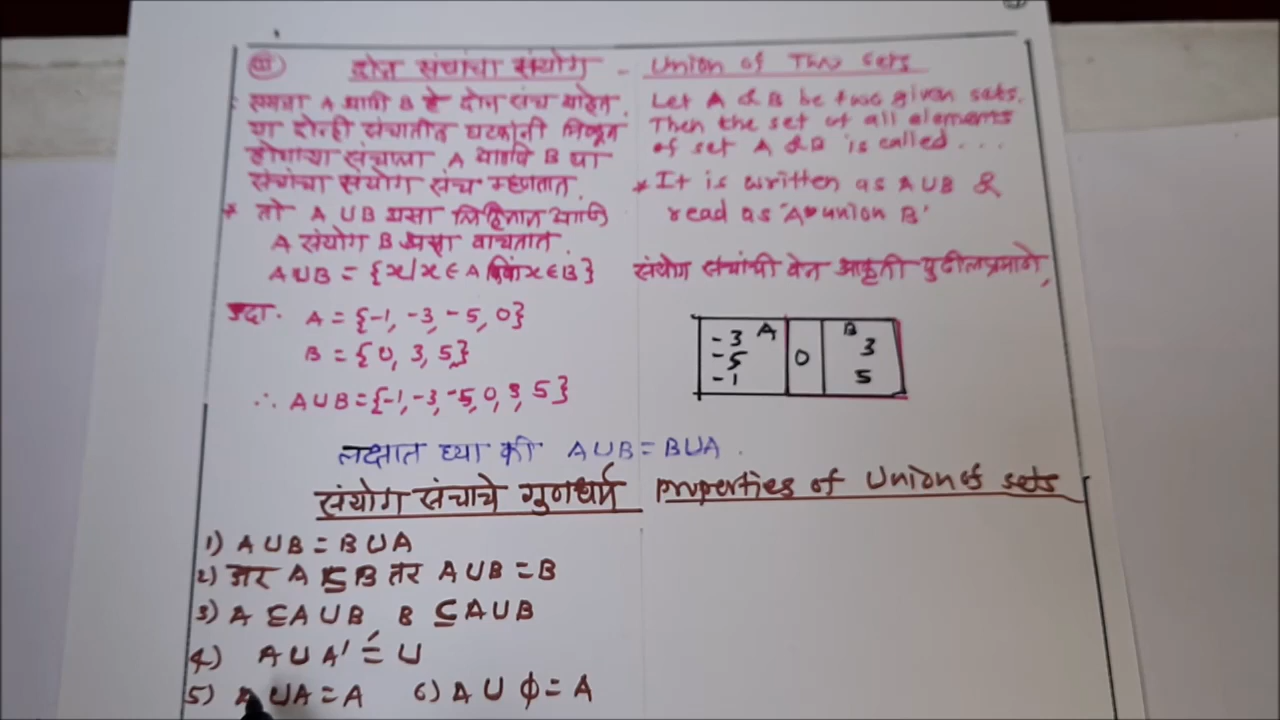 दोन संचांचा संयोग - Union of Two sets
समजा A आणि B हे दोन संच आहेत.
या दोन्ही संचातील घटकांनी मिळून
होणाऱ्या संचाला A आणि B या
संचांचा संयोग संच म्हणतात.
* तो A ∪ B असा लिहितात आणि
A संयोग B असा वाचतात.
A∪B = {x/x ∈ A किंवा x ∈ B}
Let A & B be two given sets.
Then the set of all elements
of set A & B is called ...
* It is written as A∪B &
read as 'A union B'
संयोग संचांची वेन आकृती पुढीलप्रमाणे,
उदा. A = {-1, -3, -5, 0}
B = {0, 3, 5}
∴ A∪B = {-1, -3, -5, 0, 3, 5}
A B
-3 3
-5 0
-1 5
लक्षात घ्या की A∪B = B∪A.
संयोग संचाचे गुणधर्म properties of Union of sets
1) A∪B = B∪A
2) जर A ⊆ B तर A∪B = B
3) A ⊆ A∪B B ⊆ A∪B
4) A ∪ A' = U
5) A∪A = A 6) A ∪ ϕ = A